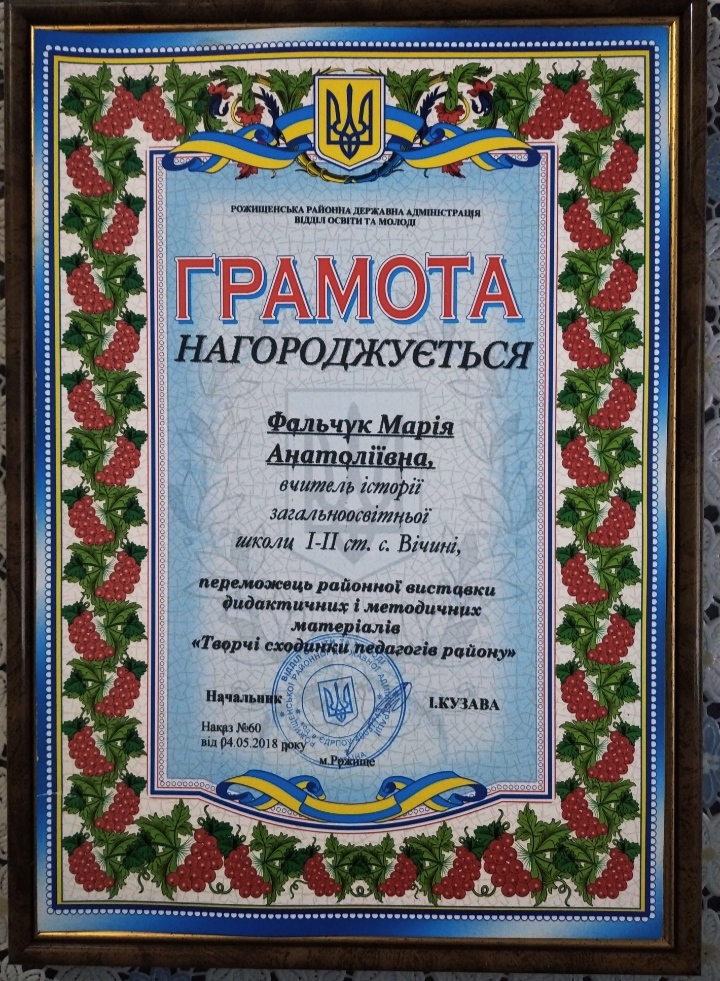 РОЖИЩЕНСЬКА РАЙОННА ДЕРЖАВНА АДМІНІСТРАЦІЯ
ВІДДІЛ ОСВІТИ ТА МОЛОДІ
ГРАМОТА
НАГОРОДЖУЄТЬСЯ
Фальчук Марія
Анатоліївна,
вчитель історії
загальноосвітньої
школи І-ІІ ст. с. Вічині,
переможець районної виставки
дидактичних і методичних
матеріалів
«Творчі сходинки педагогів району»
Начальник І.КУЗАВА
Наказ №60
від 04.05.2018 року
м.Ржище